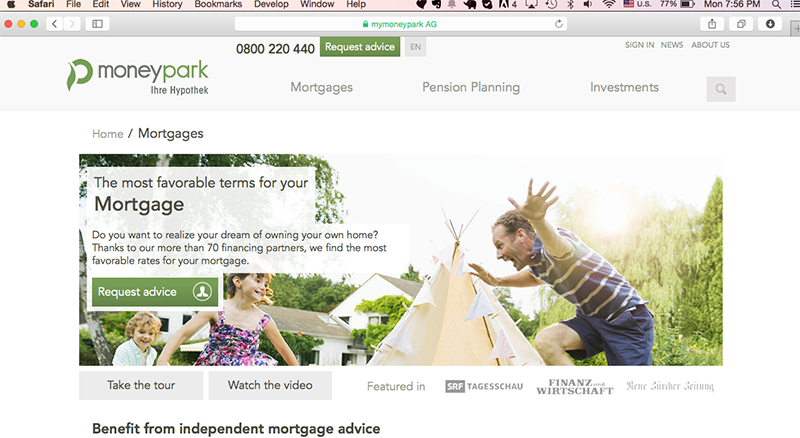 Safari File Edit View History Bookmarks Develop Window Help 4 U.S. 77% Mon 7:56 PM
mymoneypark AG
0800 220 440 Request advice EN SIGN IN NEWS ABOUT US
moneypark
Ihre Hypothek
Mortgages Pension Planning Investments
Home / Mortgages
The most favorable terms for your
Mortgage
Do you want to realize your dream of owning your own home?
Thanks to our more than 70 financing partners, we find the most
favorable rates for your mortgage.
Request advice
Take the tour Watch the video Featured in SRF TAGESSCHAU FINANZ und WIRTSCHAFT Neue Zürcher Zeitung
Benefit from independent mortgage advice